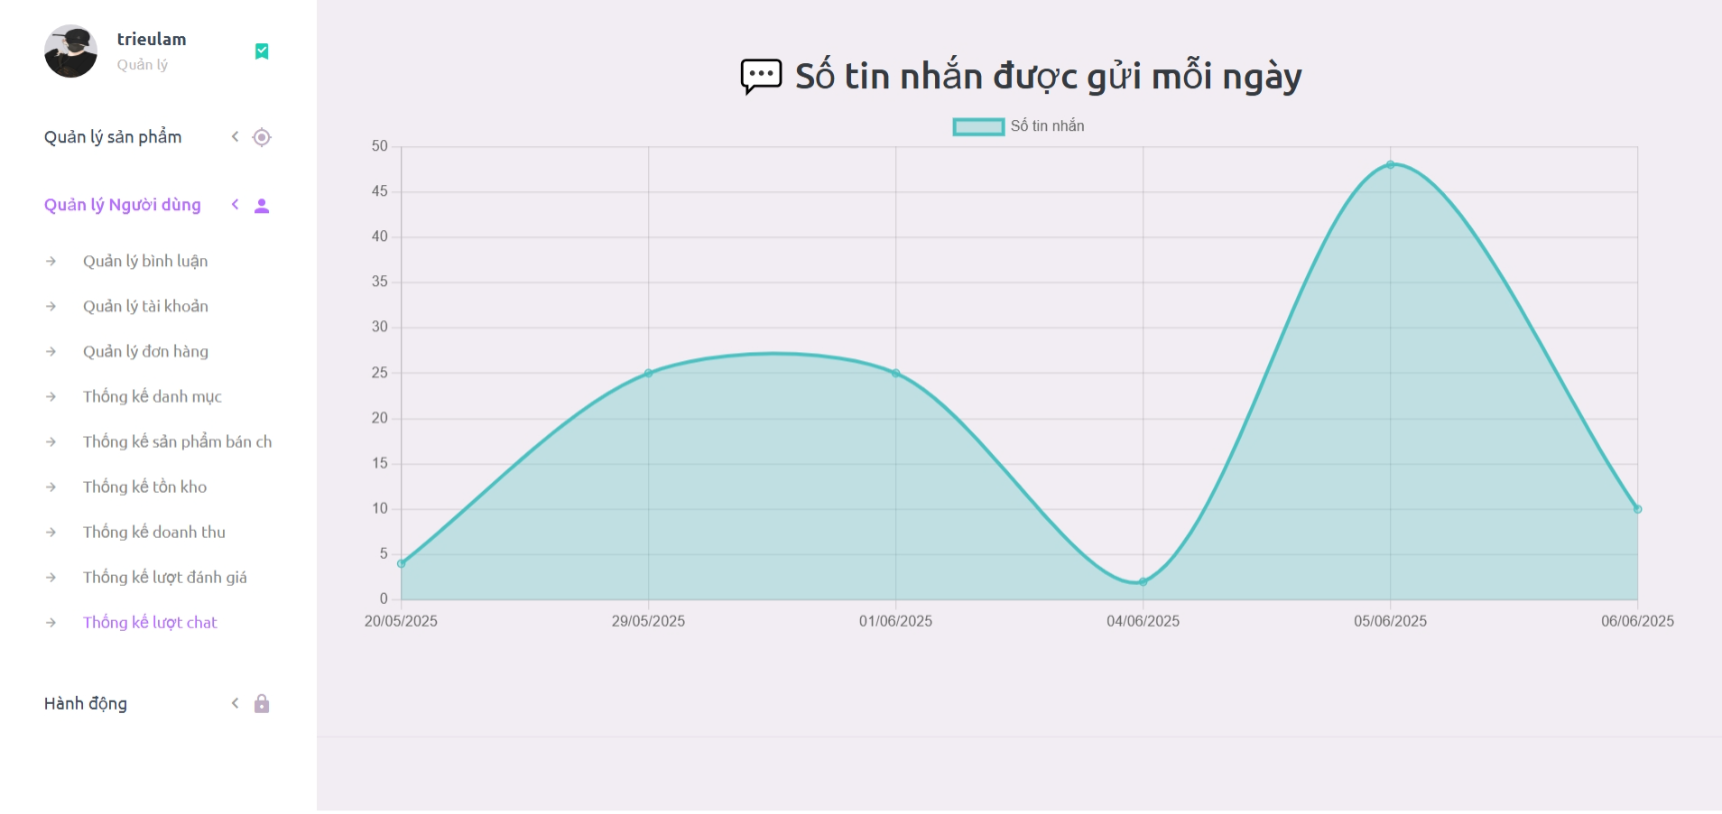 trieulam
Quản lý
Quản lý sản phẩm
Quản lý Người dùng
Quản lý bình luận
Quản lý tài khoản
Quản lý đơn hàng
Thống kê danh mục
Thống kê sản phẩm bán ch
Thống kê tồn kho
Thống kê doanh thu
Thống kê lượt đánh giá
Thống kê lượt chat
Hành động
Số tin nhắn được gửi mỗi ngày
Số tin nhắn
50
45
40
35
30
25
20
15
10
5
0
20/05/2025 29/05/2025 01/06/2025 04/06/2025 05/06/2025 06/06/2025